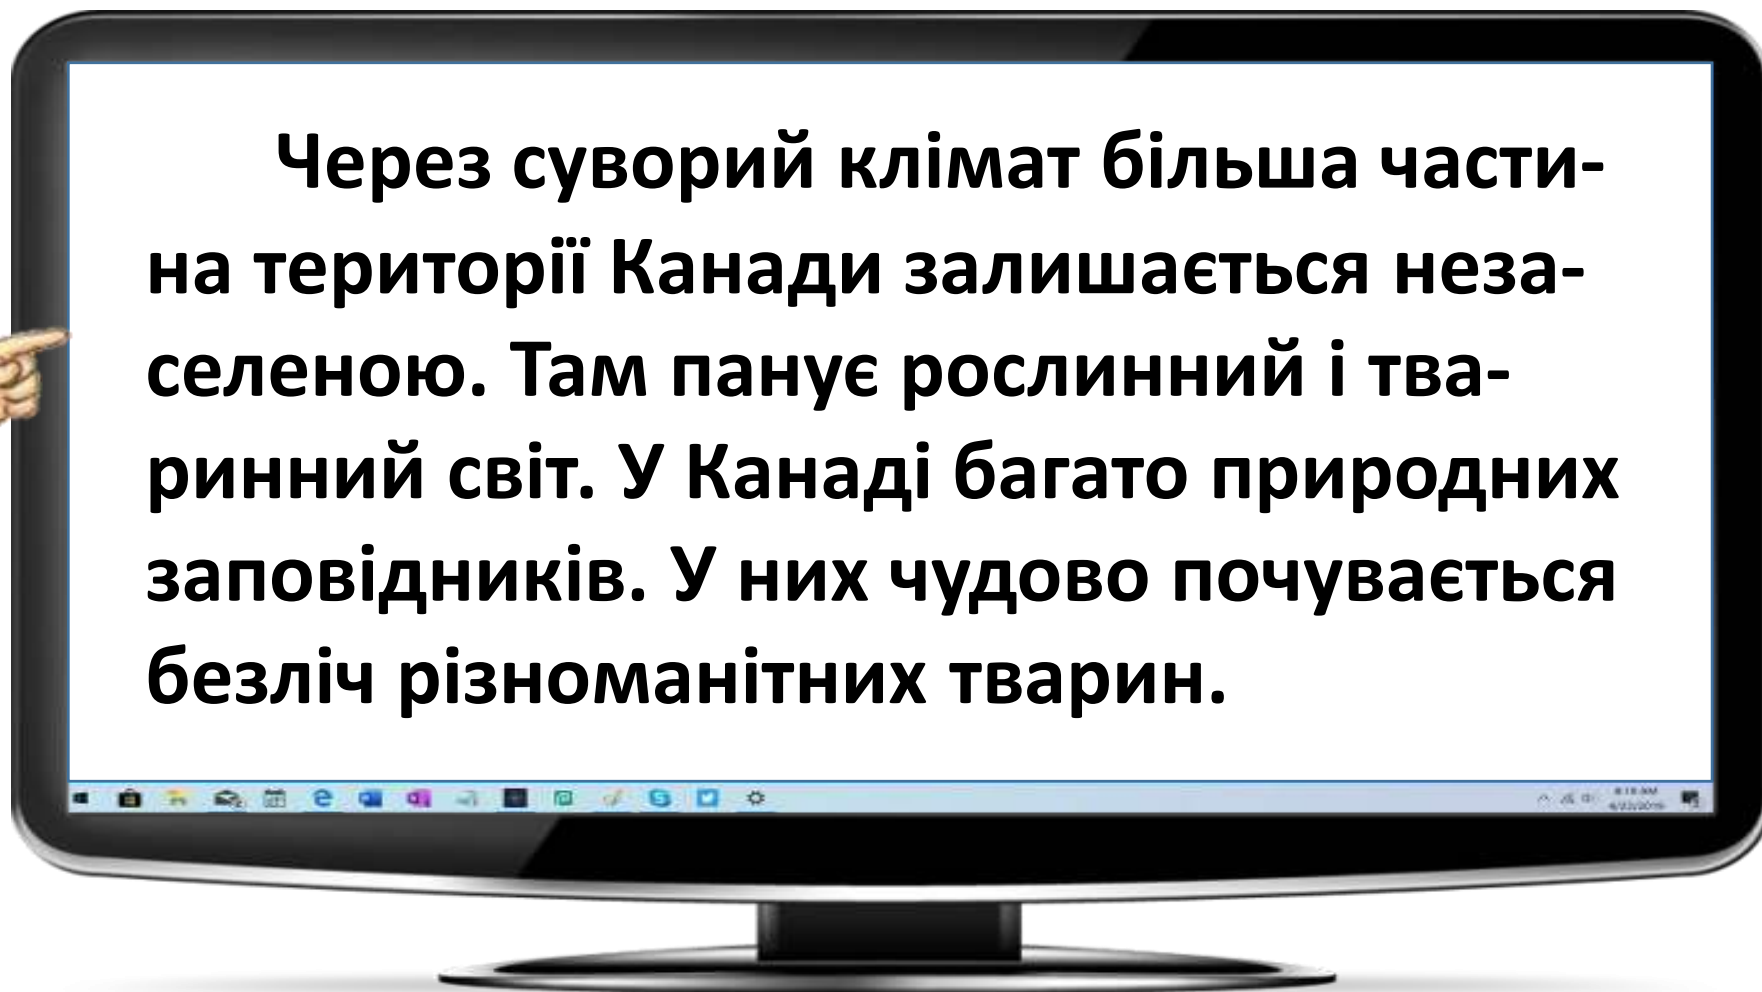 Через суворий клімат більша части-
на території Канади залишається неза-
селеною. Там панує рослинний і тва-
ринний світ. У Канаді багато природних
заповідників. У них чудово почувається
безліч різноманітних тварин.